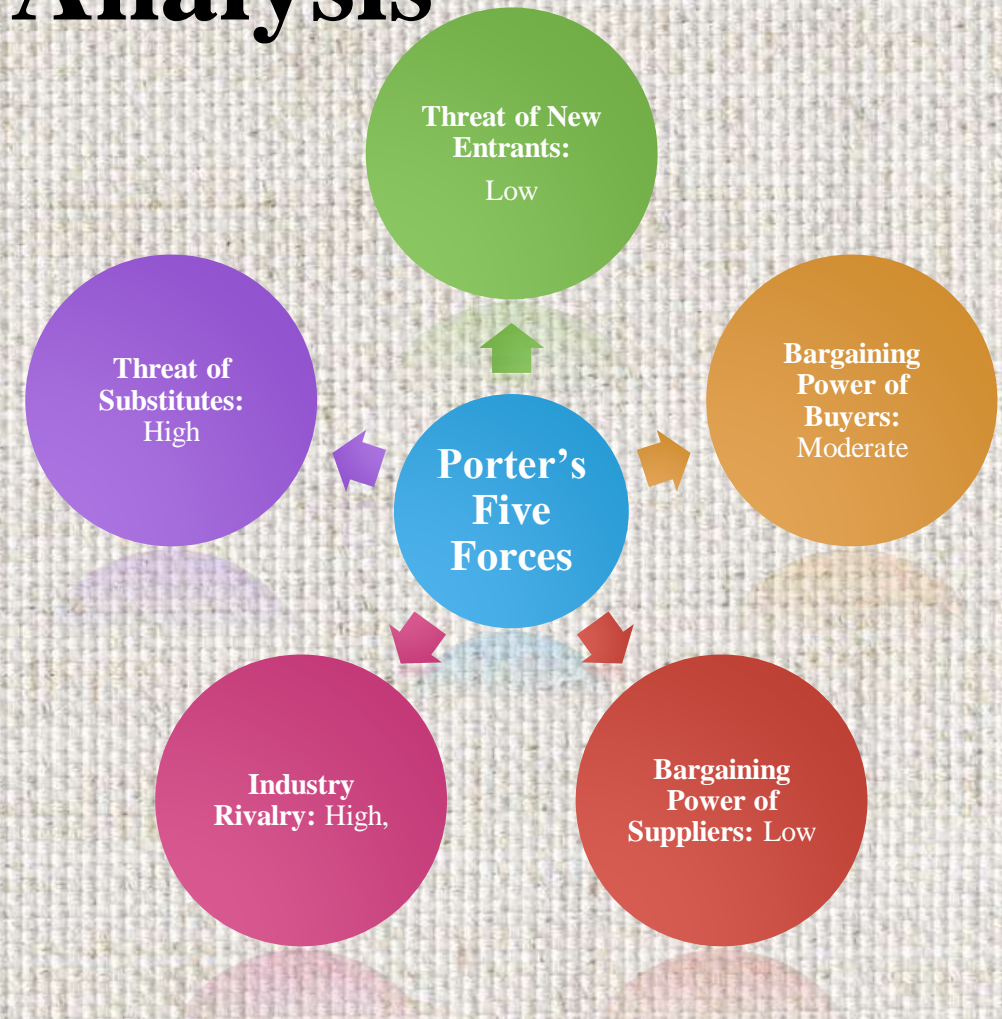 Analysis
Threat of New
Entrants:
Low
Threat of
Substitutes:
High
Bargaining
Power of
Buyers:
Moderate
Porter’s
Five
Forces
Industry
Rivalry: High,
Bargaining
Power of
Suppliers: Low